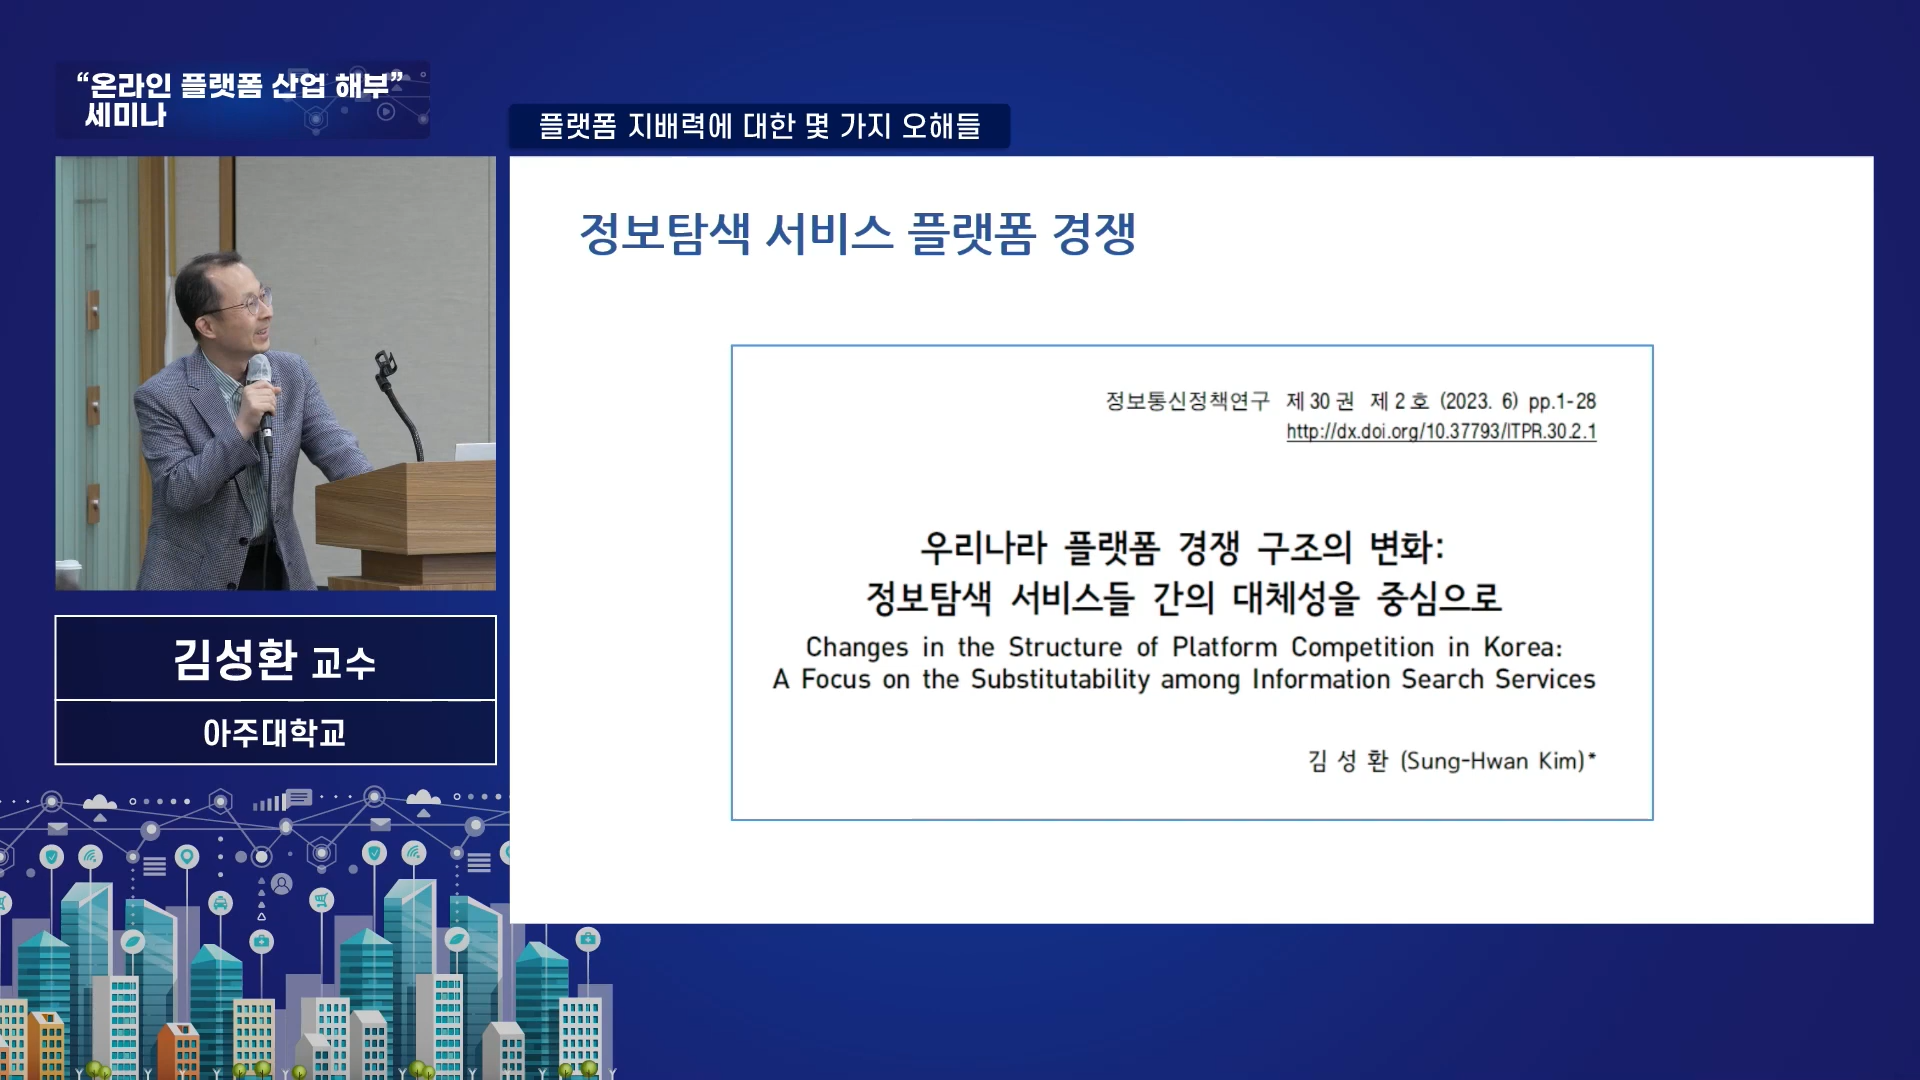 “온라인 플랫폼 산업 해부”
세미나
플랫폼 지배력에 대한 몇 가지 오해들
정보탐색 서비스 플랫폼 경쟁
정보통신정책연구 제30권 제2호 (2023. 6) pp.1-28
http://dx.doi.org/10.37793/ITPR.30.2.1
우리나라 플랫폼 경쟁 구조의 변화:
정보탐색 서비스들 간의 대체성을 중심으로
Changes in the Structure of Platform Competition in Korea:
A Focus on the Substitutability among Information Search Services
김성환 (Sung-Hwan Kim)*
김성환 교수
아주대학교